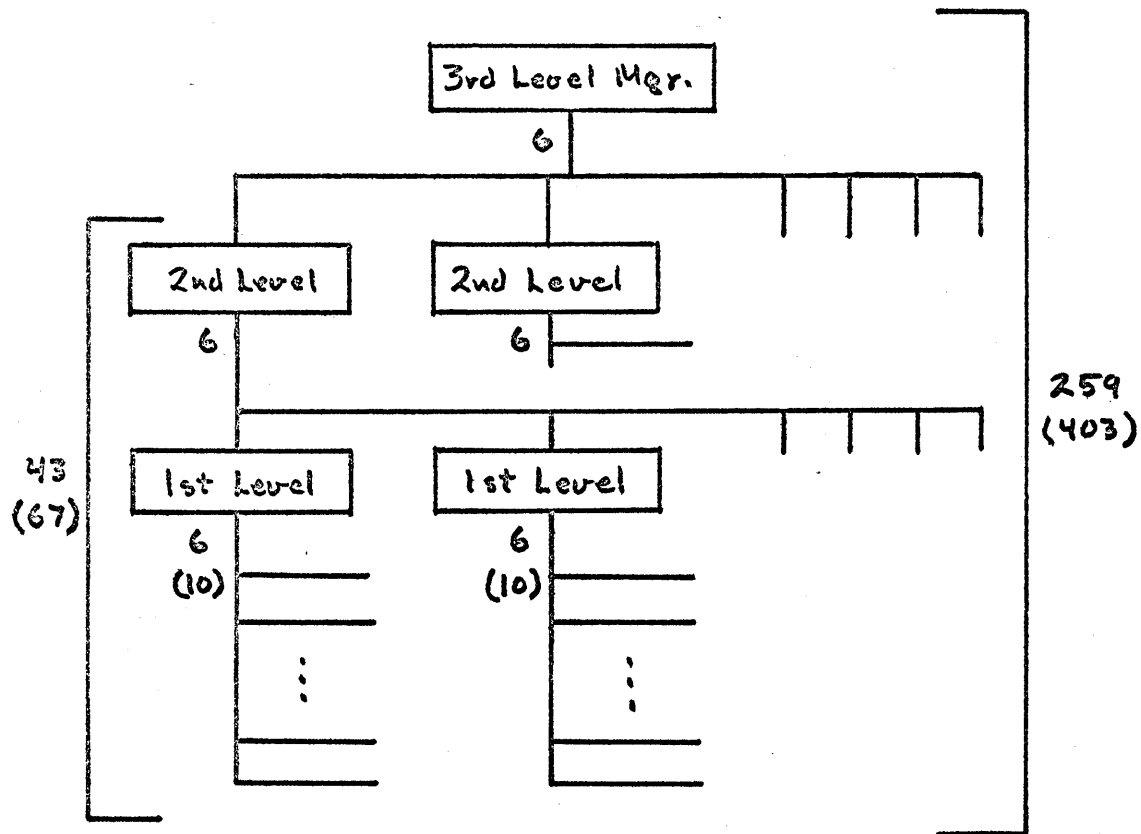 3rd Level Mgr.
6
2nd Level
2nd Level
6
6
259
(403)
43
(67)
1st Level
1st Level
6
6
(10)
(10)